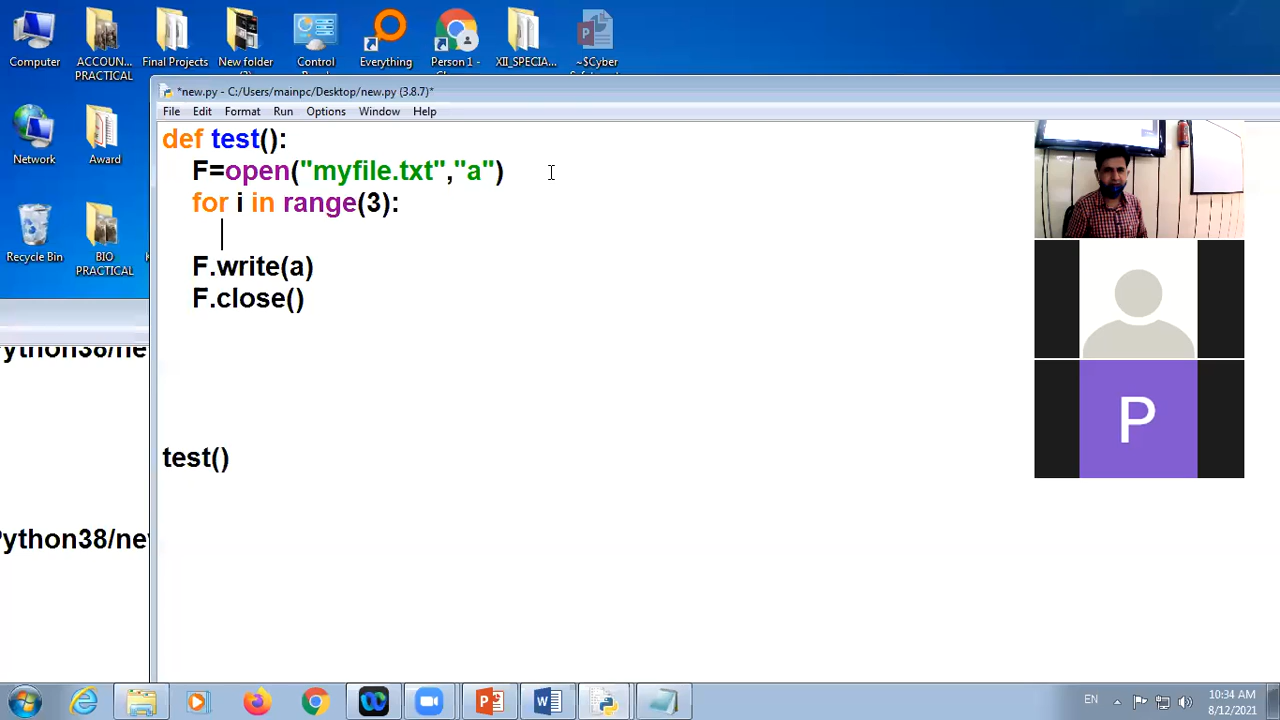 Computer
ACCOUN...
PRACTICAL
Final Projects
New folder
Control
Everything
Person 1 -
XII_SPECIA...
~$Cyber
*new.py - C:/Users/mainpc/Desktop/new.py (3.8.7)*
File Edit Format Run Options Window Help
def test():
F=open("myfile.txt","a")
for i in range(3):
F.write(a)
F.close()
test()
Network
Award
Recycle Bin
BIO
PRACTICAL
Python38/ne
Python38/ne
P
EN
10:34 AM
8/12/2021